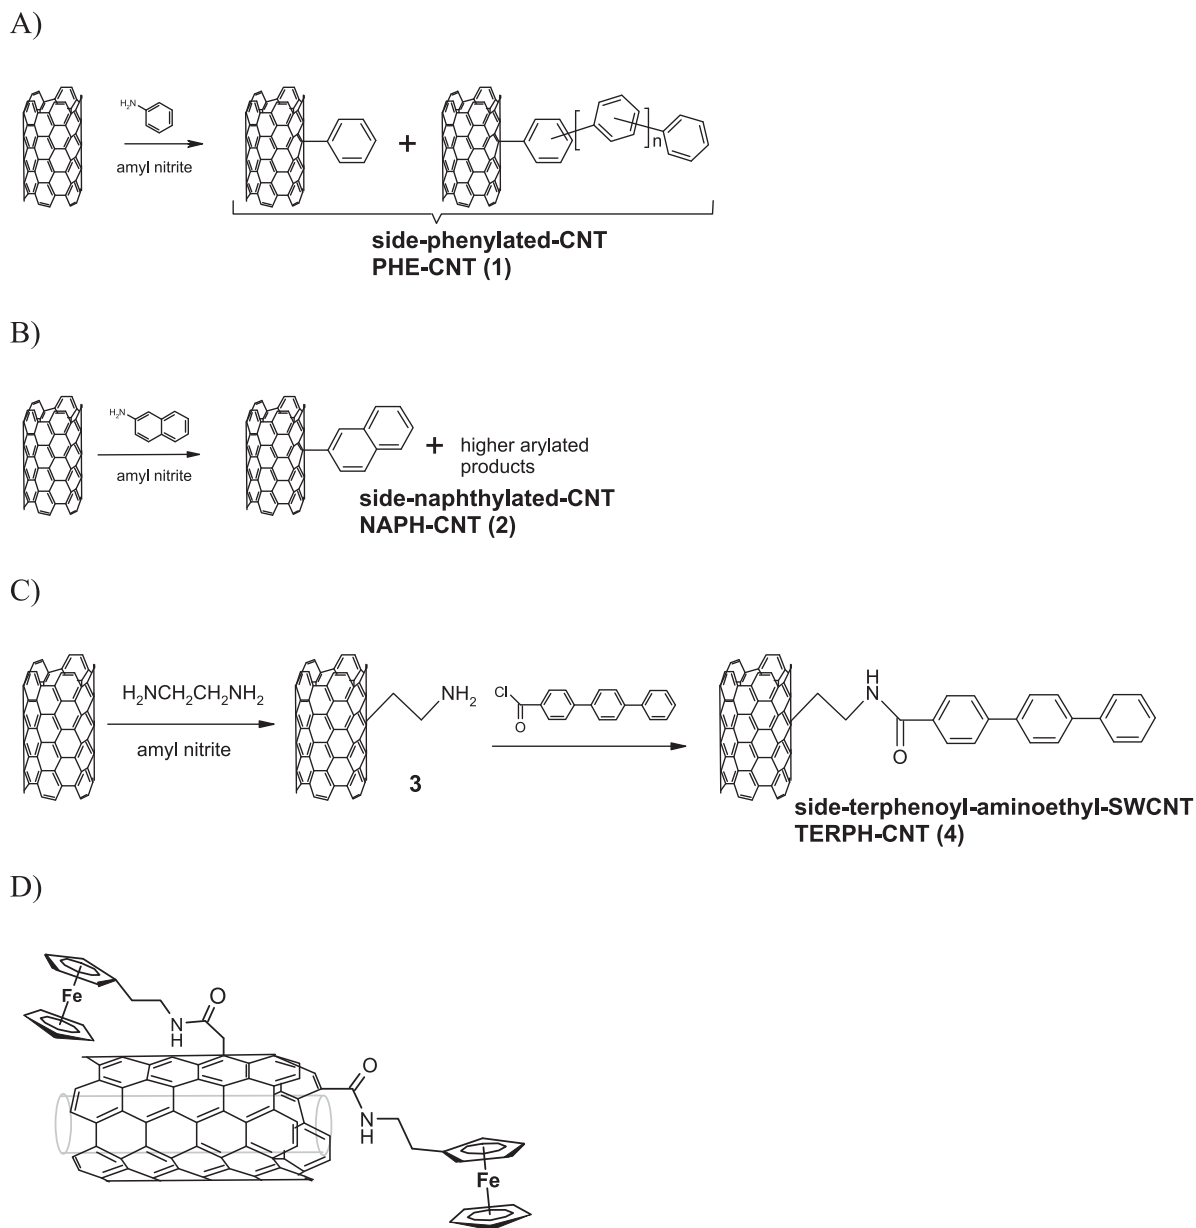 A)
H₂N
amyl nitrite
+
n
side-phenylated-CNT
PHE-CNT (1)
B)
H₂N
amyl nitrite
+
higher arylated
products
side-naphthylated-CNT
NAPH-CNT (2)
C)
H₂NCH₂CH₂NH₂
amyl nitrite
NH₂
3
Cl
O
H
N
O
side-terphenoyl-aminoethyl-SWCNT
TERPH-CNT (4)
D)
Fe
N
H
O
O
N
H
Fe